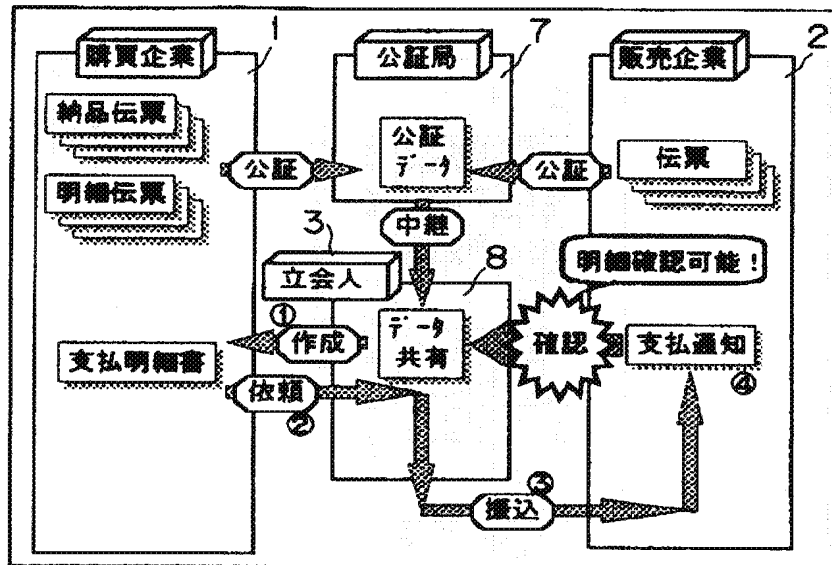 購買企業
1
公証局
7
販売企業
2
納品伝票
明細伝票
公証
公証
データ
公証
伝票
中継
3
立会人
8
明細確認可能!
①
作成
データ
共有
確認
支払通知
④
支払明細書
依頼
②
③
振込